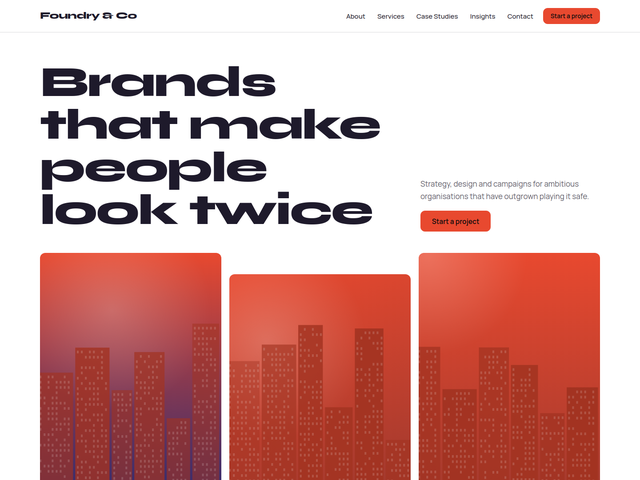 Foundry & Co
About Services Case Studies Insights Contact Start a project
Brands
that make
people
look twice
Strategy, design and campaigns for ambitious
organisations that have outgrown playing it safe.
Start a project